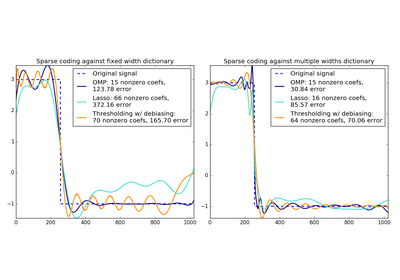 Sparse coding against fixed width dictionary
Original signal
OMP: 15 nonzero coefs,
123.78 error
Lasso: 66 nonzero coefs,
372.16 error
Thresholding w/ debiasing:
70 nonzero coefs, 165.70 error
3
2
1
0
−1
0
200
400
600
800
1000
Sparse coding against multiple widths dictionary
Original signal
OMP: 15 nonzero coefs,
30.84 error
Lasso: 16 nonzero coefs,
85.57 error
Thresholding w/ debiasing:
64 nonzero coefs, 70.06 error
3
2
1
0
−1
0
200
400
600
800
1000